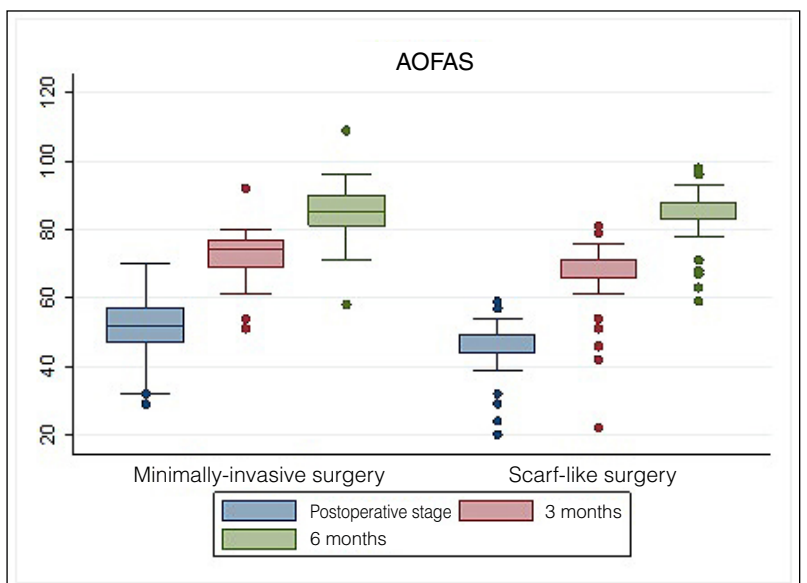 AOFAS
120
100
80
60
40
20
Minimally-invasive surgery Scarf-like surgery
Postoperative stage 3 months
6 months